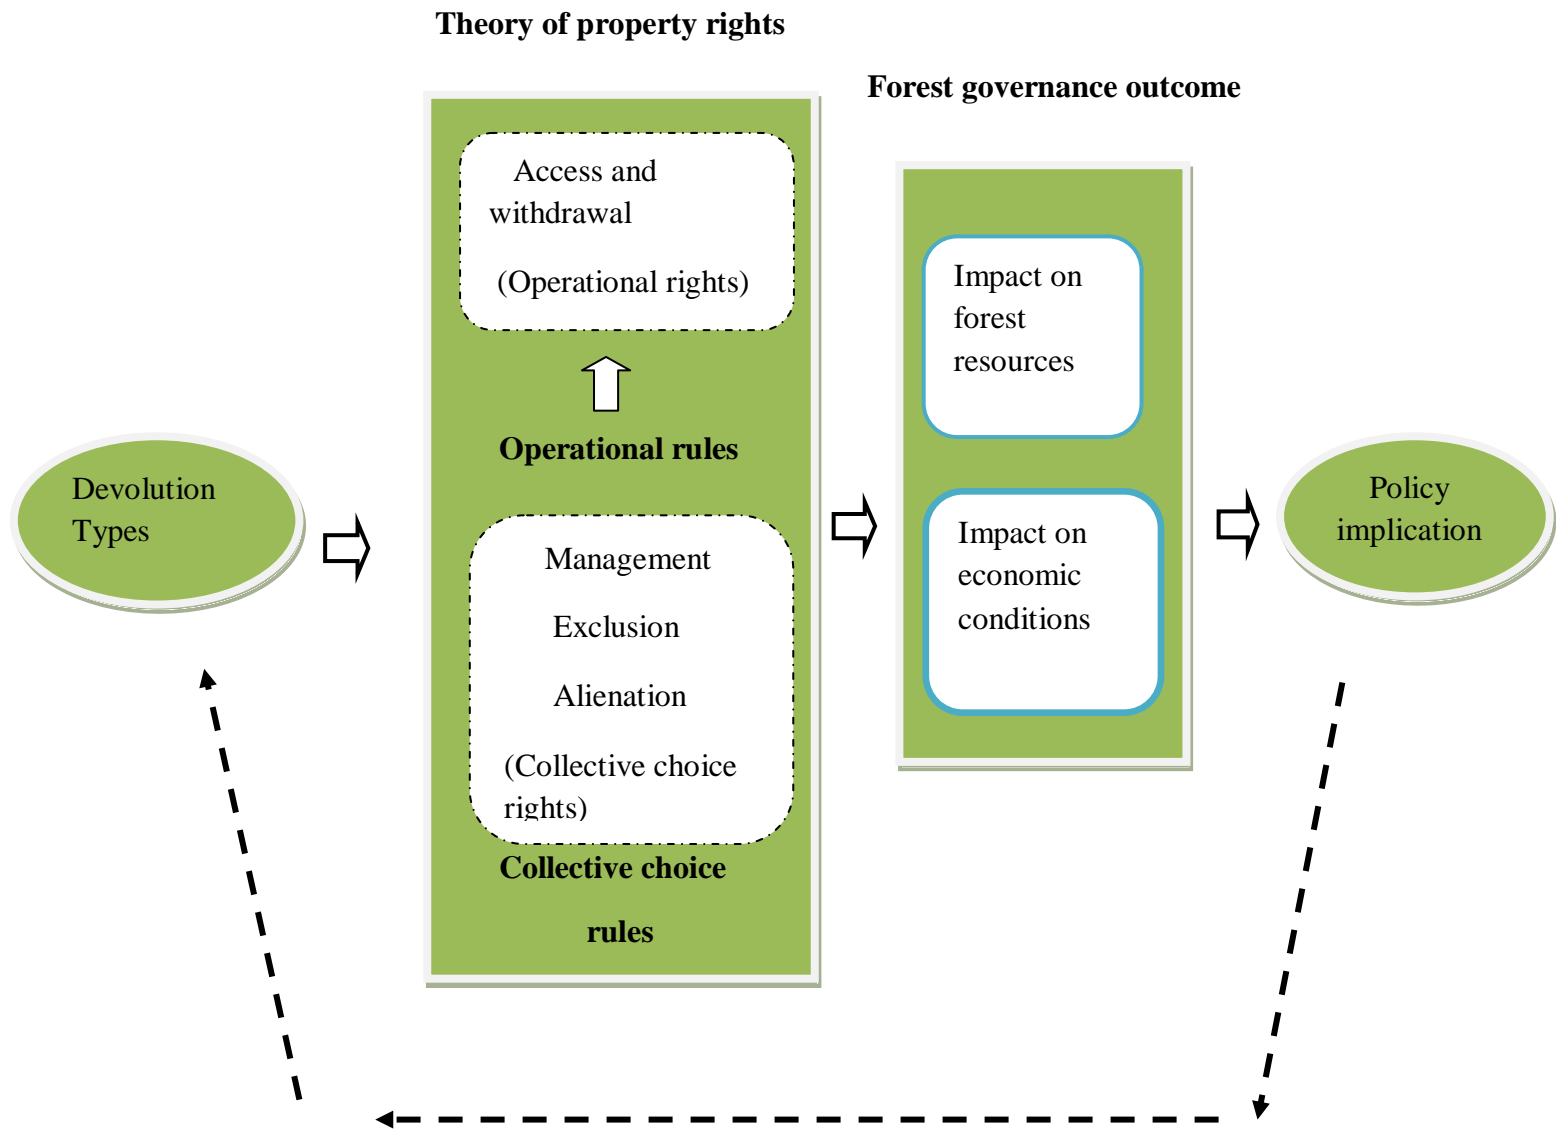 Theory of property rights
Forest governance outcome
Access and
withdrawal
(Operational rights)
Operational rules
Management
Exclusion
Alienation
(Collective choice
rights)
Collective choice
rules
Devolution
Types
Impact on
forest
resources
Impact on
economic
conditions
Policy
implication